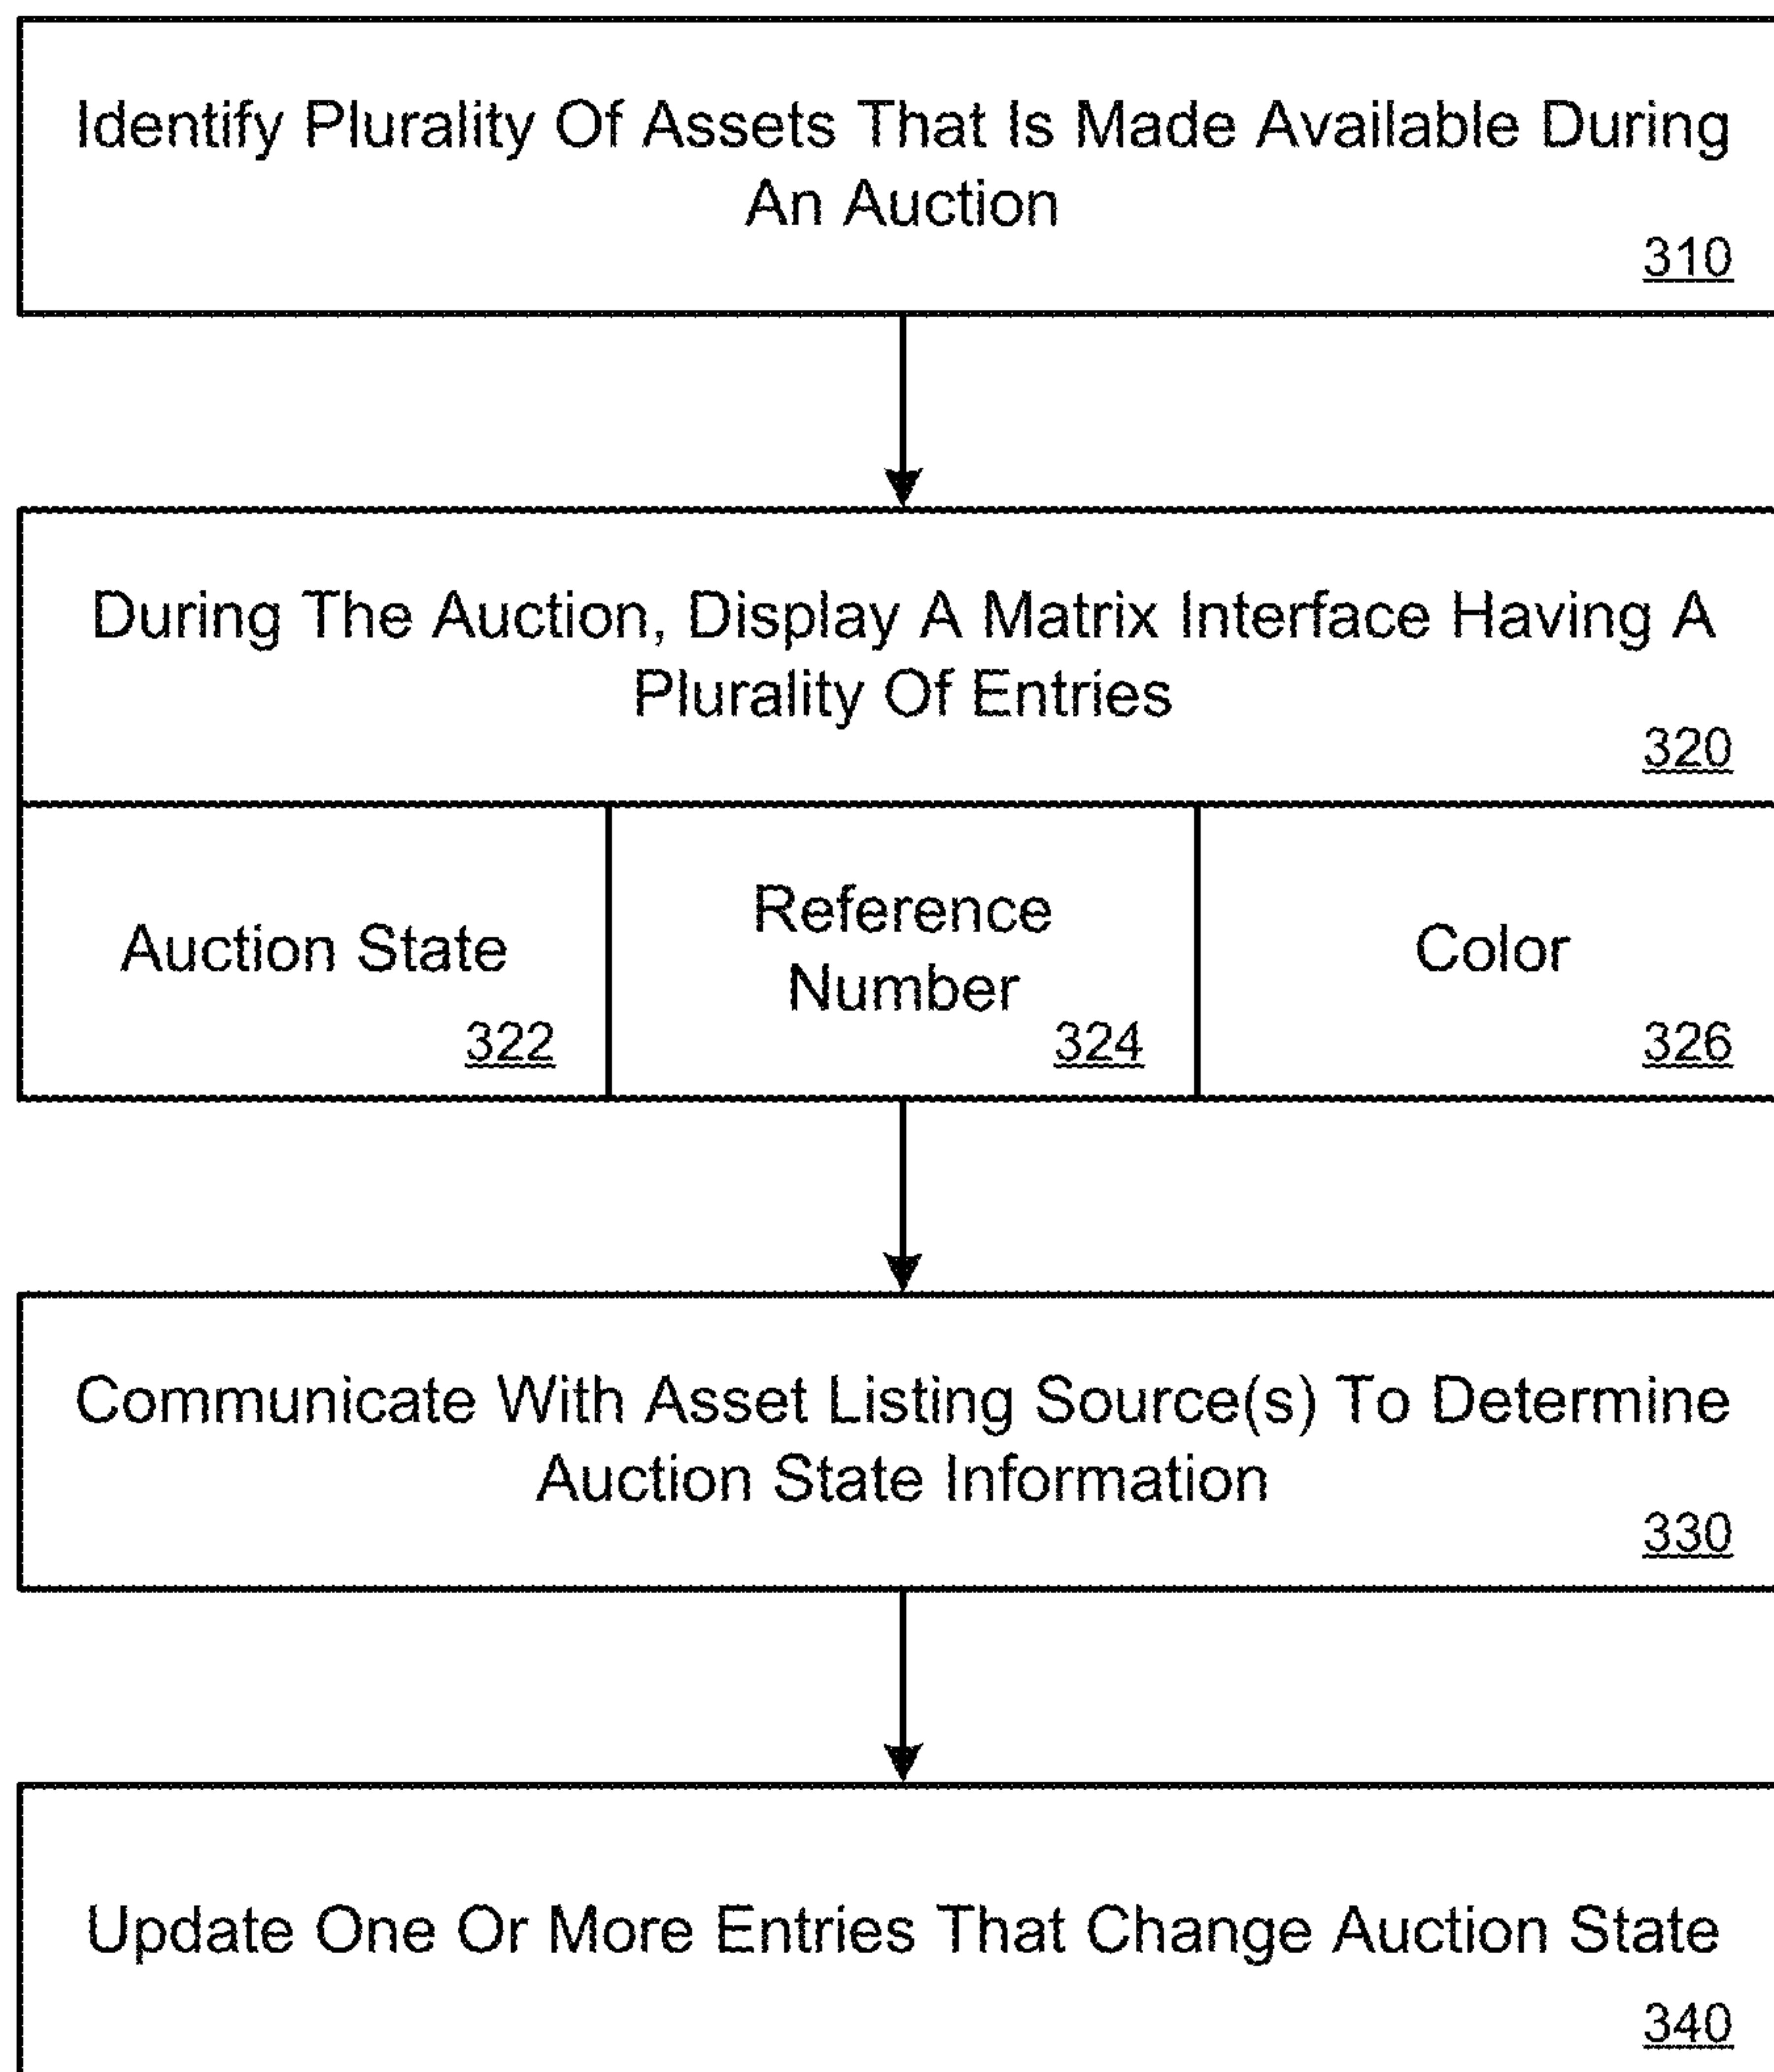 Identify Plurality Of Assets That Is Made Available During
An Auction
310
During The Auction, Display A Matrix Interface Having A
Plurality Of Entries
320
Auction State
322
Reference
Number
324
Color
326
Communicate With Asset Listing Source(s) To Determine
Auction State Information
330
Update One Or More Entries That Change Auction State
340